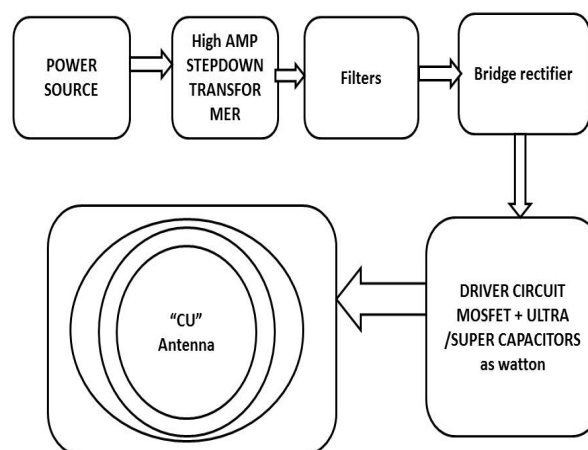 POWER
SOURCE
High AMP
STEPDOWN
TRANSFOR
MER
Filters
Bridge rectifier
DRIVER CIRCUIT
MOSFET + ULTRA
/SUPER CAPACITORS
as watton
“CU”
Antenna